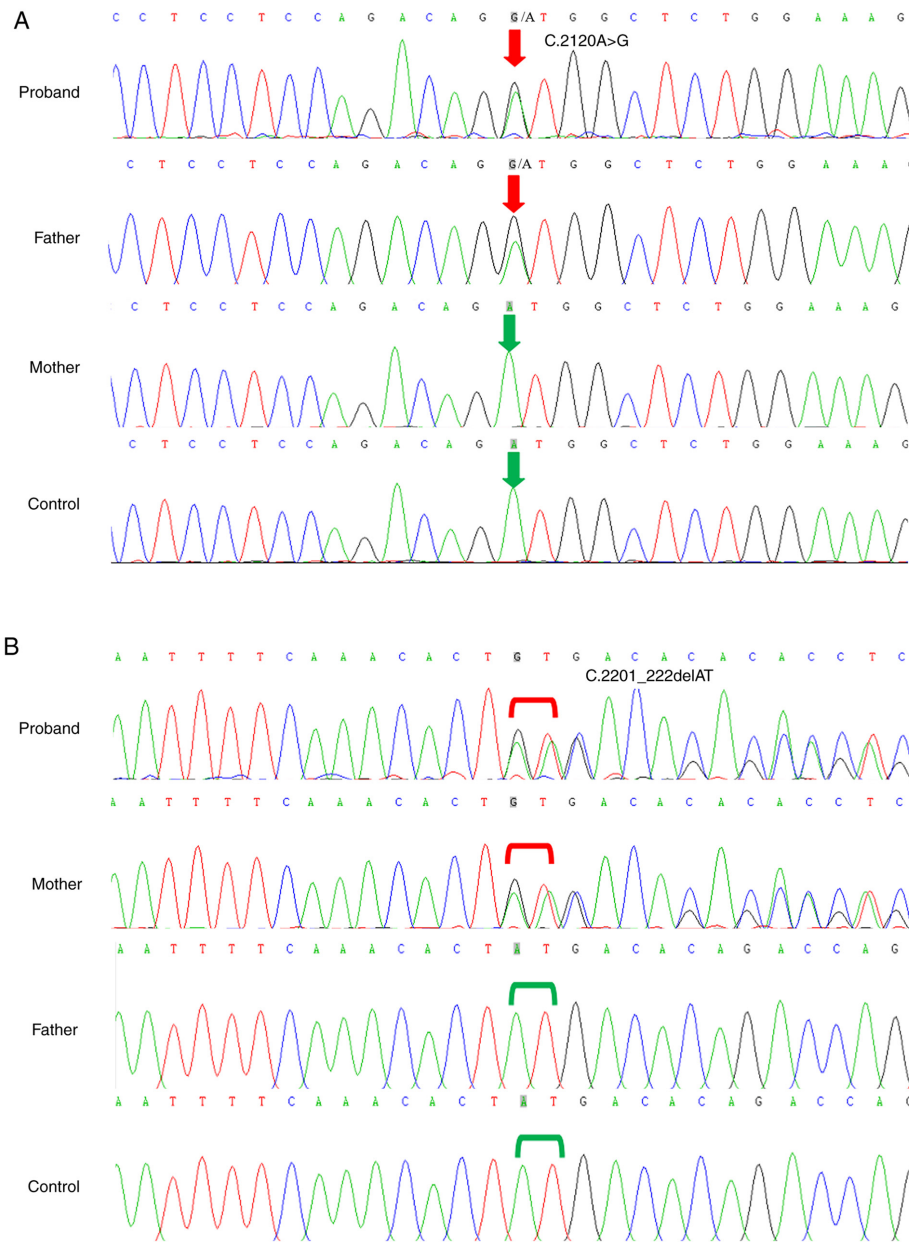 A
C C T C C T C C A G A C A G G/A T G G C T C T G G A A A G
C.2120A>G
Proband
C T C C T C C A G A C A G G/A T G G C T C T G G A A A
Father
C T C C T C C A G A C A G A T G G C T C T G G A A A G
Mother
C T C C T C C A G A C A G A T G G C T C T G G A A A G
Control
B
A A T T T T C A A A C A C T G T G A C A C A C A C C T C
C.2201_222delAT
Proband
A A T T T T C A A A C A C T G T G A C A C A C A C C T C
Mother
A A T T T T C A A A C A C T A T G A C A C A G A C C A G
Father
A A T T T T C A A A C A C T A T G A C A C A G A C C A G
Control